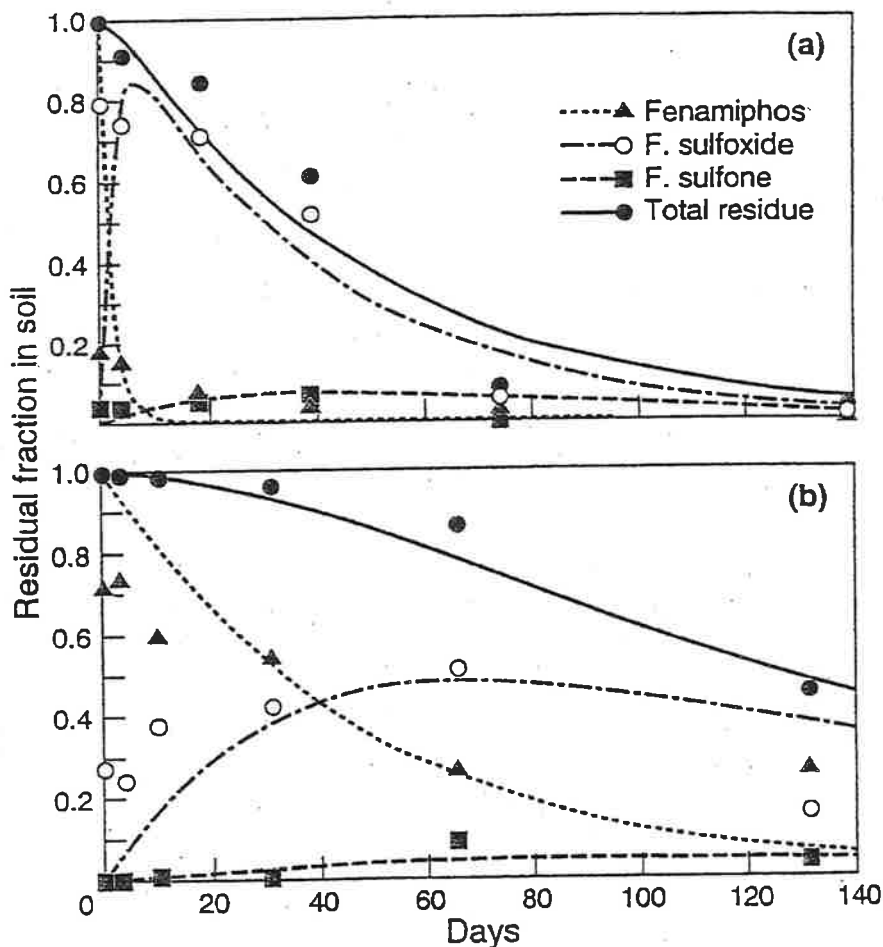 (a)
Fenamiphos
F. sulfoxide
F. sulfone
Total residue
1.0
0.8
0.6
0.4
0.2
Residual fraction in soil
(b)
1.0
0.8
0.6
0.4
0.2
0 20 40 60 80 100 120 140
Days